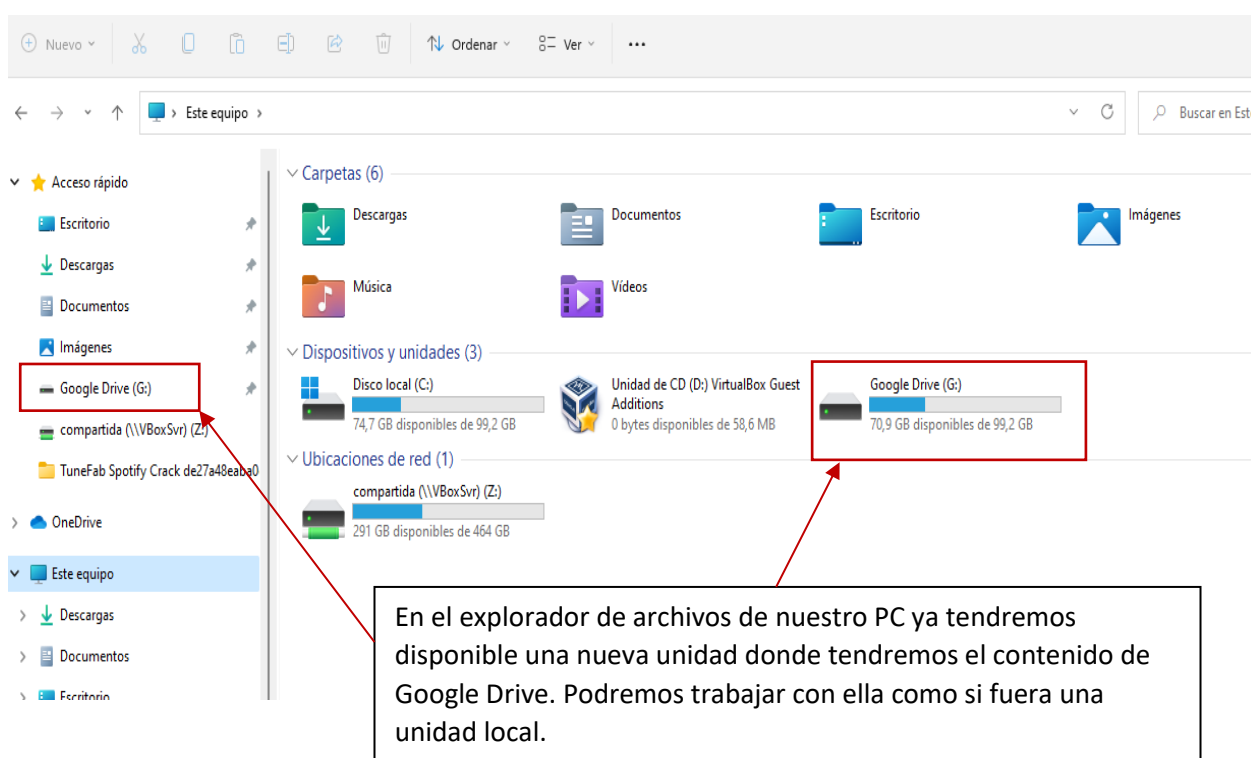 Nuevo
Ordenar
Ver
Este equipo
Buscar en Est
Acceso rápido
Escritorio
Descargas
Documentos
Imágenes
Google Drive (G:)
compartida (\\VBoxSvr) (Z:)
TuneFab Spotify Crack de27a48eaba0
OneDrive
Este equipo
Descargas
Documentos
Escritorio
Carpetas (6)
Descargas
Documentos
Escritorio
Imágenes
Música
Vídeos
Dispositivos y unidades (3)
Disco local (C:)
74,7 GB disponibles de 99,2 GB
Unidad de CD (D:) VirtualBox Guest
Additions
0 bytes disponibles de 58,6 MB
Google Drive (G:)
70,9 GB disponibles de 99,2 GB
Ubicaciones de red (1)
compartida (\\VBoxSvr) (Z:)
291 GB disponibles de 464 GB
En el explorador de archivos de nuestro PC ya tendremos
disponible una nueva unidad donde tendremos el contenido de
Google Drive. Podremos trabajar con ella como si fuera una
unidad local.